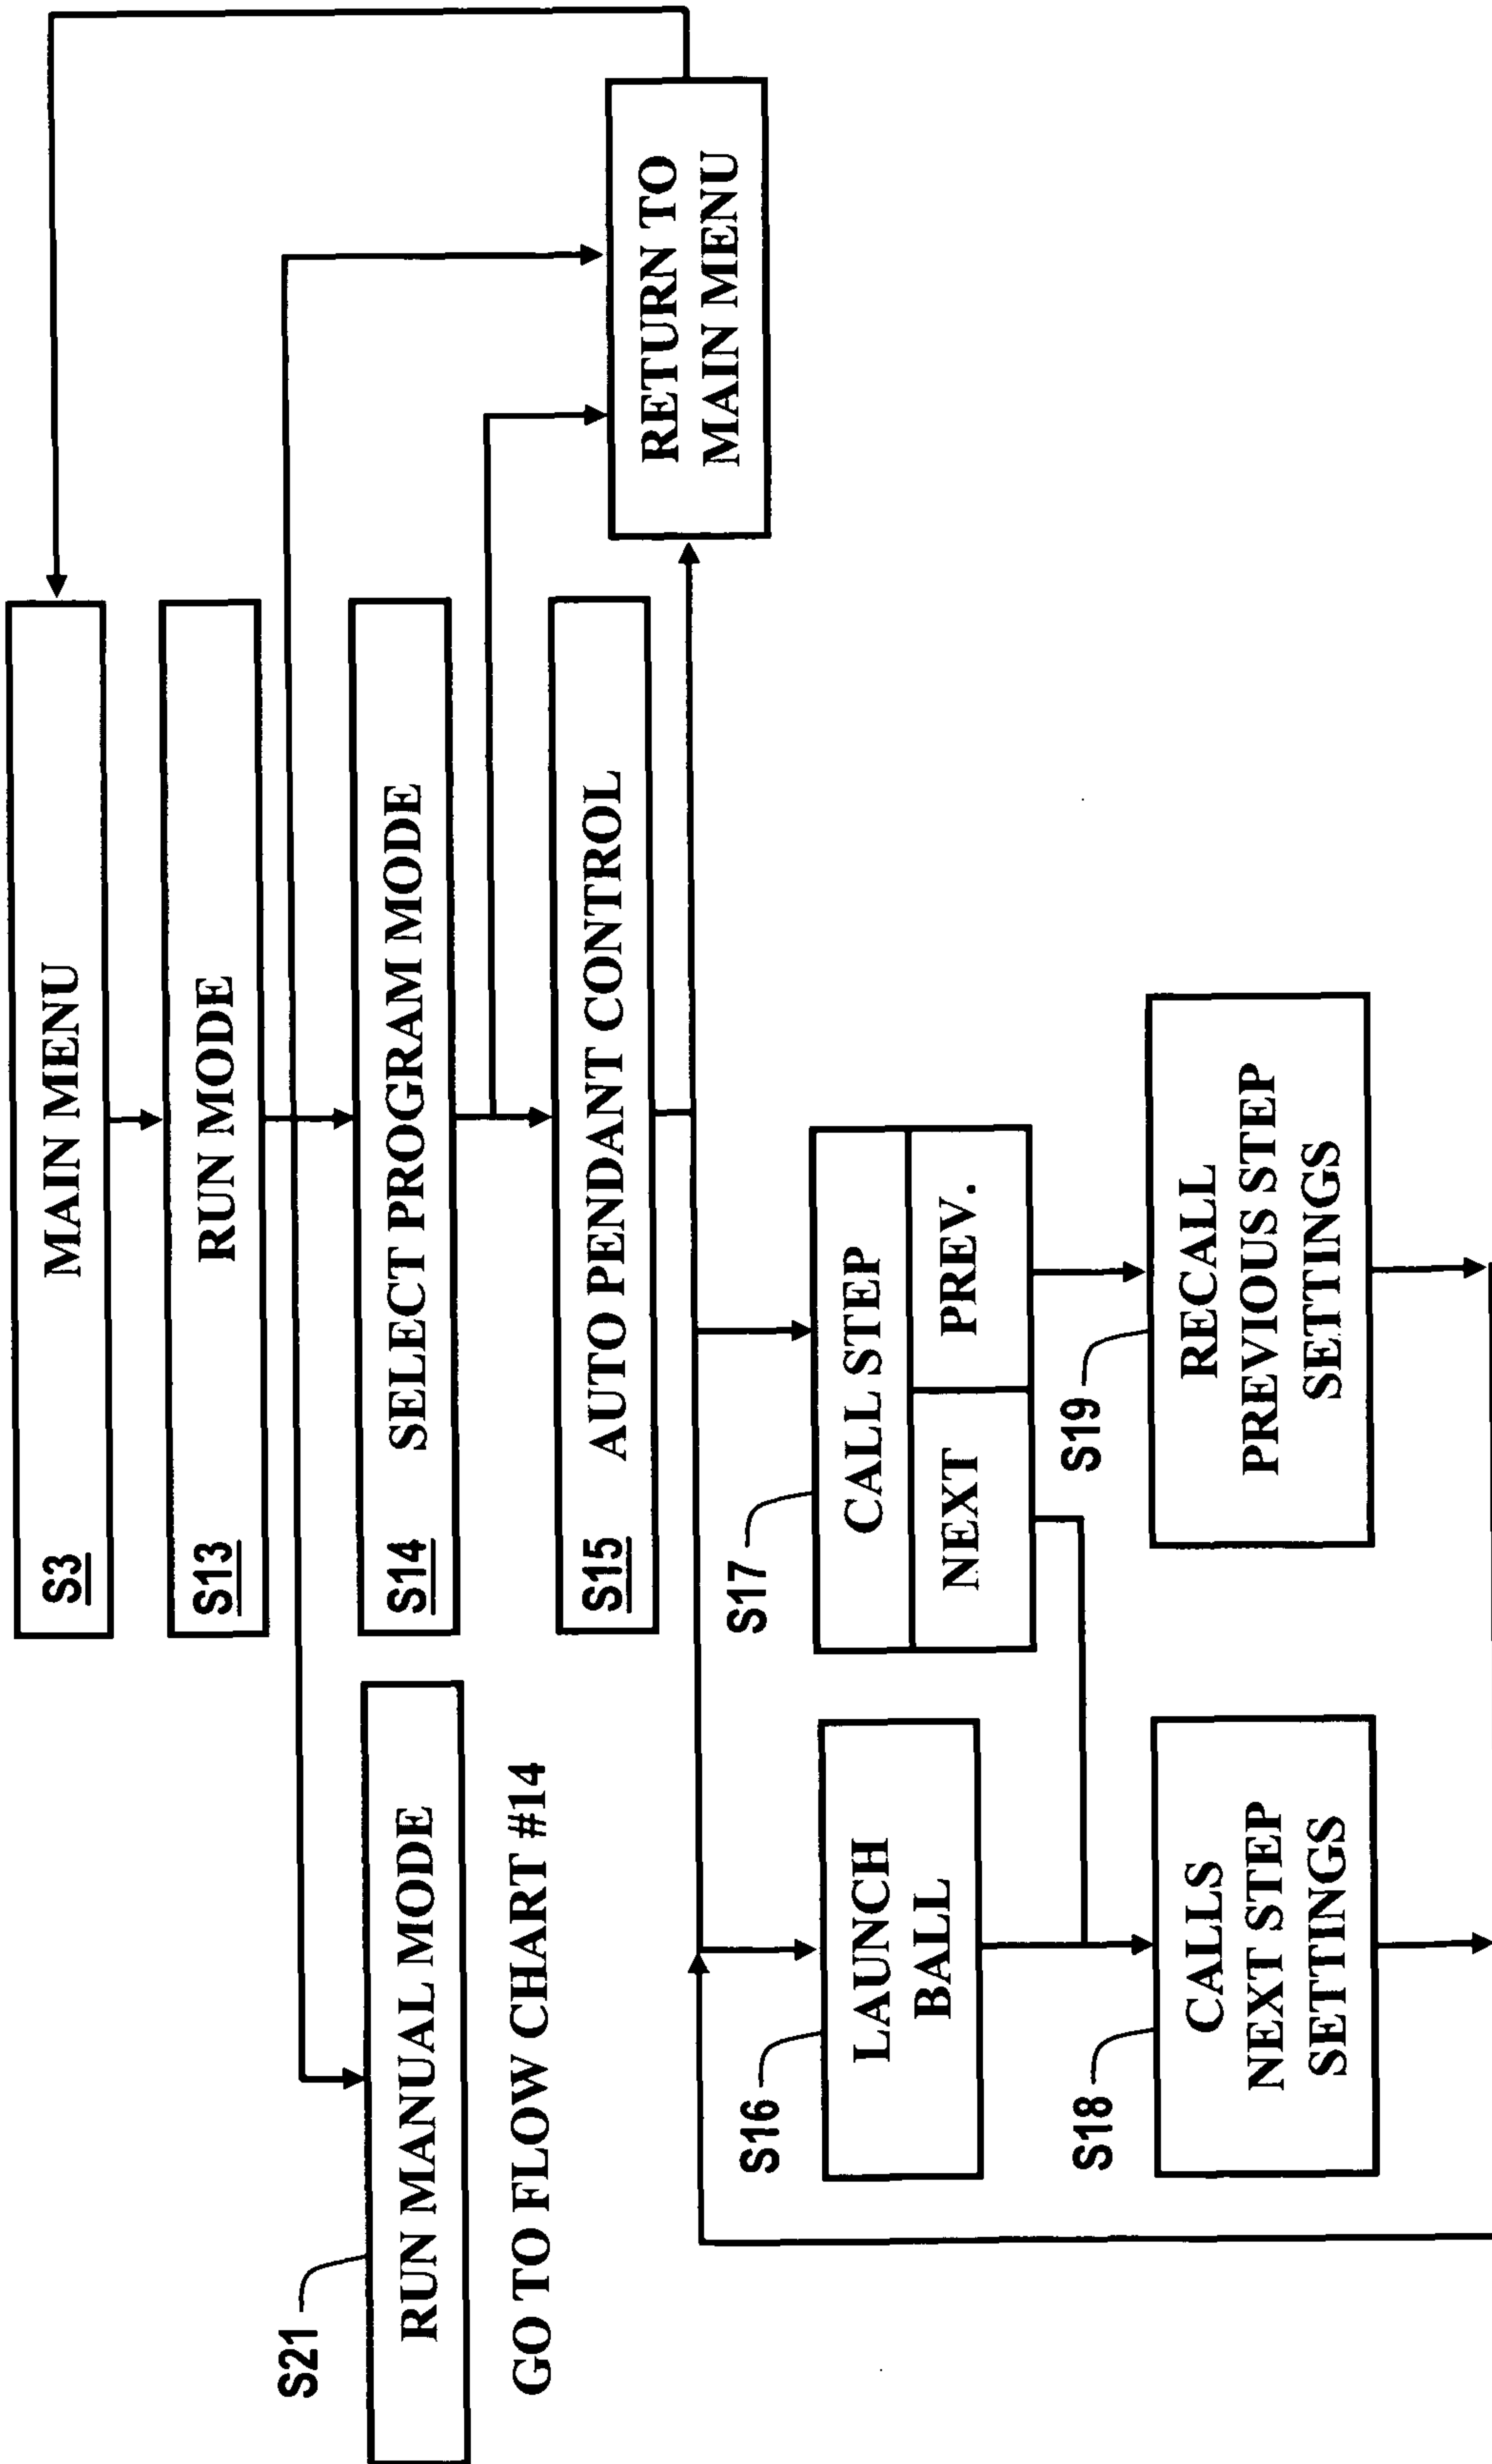 S3
MAIN MENU
S13
RUN MODE
S21
RUN MANUAL MODE
GO TO FLOW CHART #14
S14
SELECT PROGRAM MODE
S15
AUTO PENDANT CONTROL
RETURN TO
MAIN MENU
S16
LAUNCH
BALL
S17
CALL STEP
NEXT
PREV.
S18
CALLS
NEXT STEP
SETTINGS
S19
RECALL
PREVIOUS STEP
SETTINGS